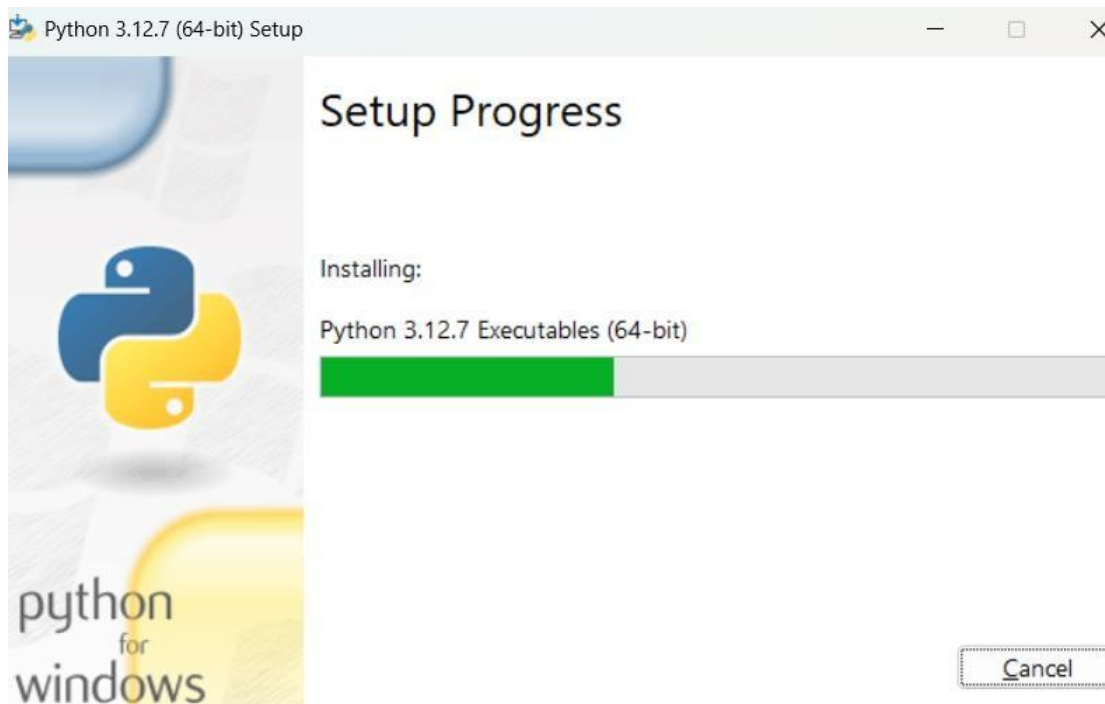 Python 3.12.7 (64-bit) Setup
Setup Progress
Installing:
Python 3.12.7 Executables (64-bit)
python
for
windows
Cancel